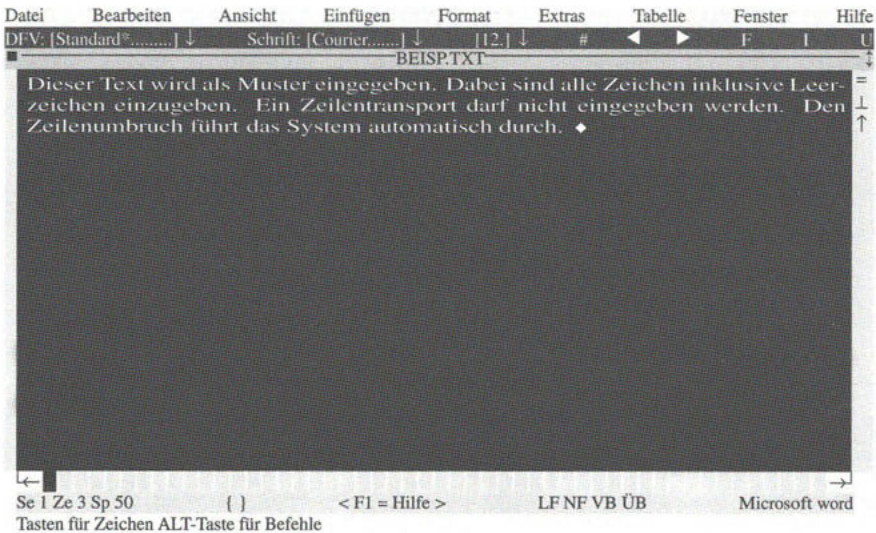 Datei Bearbeiten Ansicht Einfügen Format Extras Tabelle Fenster Hilfe
DFV: [Standard*.........] ↓ Schrift: [Courier.......] ↓ [12.] ↓ # ◀ ▶ F I U
BEISP.TXT
Dieser Text wird als Muster eingegeben. Dabei sind alle Zeichen inklusive Leer-
zeichen einzugeben. Ein Zeilentransport darf nicht eingegeben werden. Den
Zeilenumbruch führt das System automatisch durch. ◆
Se 1 Ze 3 Sp 50 { } < F1 = Hilfe > LF NF VB ÜB Microsoft word
Tasten für Zeichen ALT-Taste für Befehle